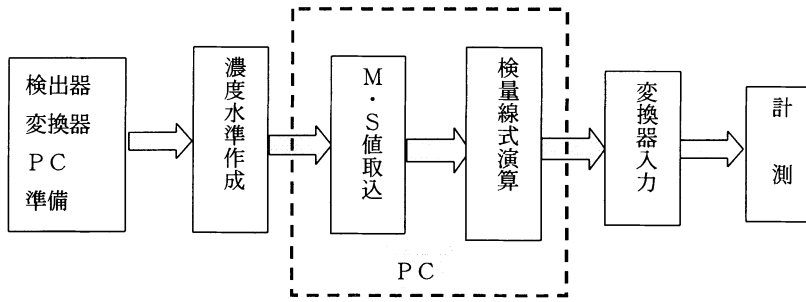 検出器
変換器
PC
準備
濃度水準作成
M・S値取込
検量線式演算
変換器入力
計測
PC